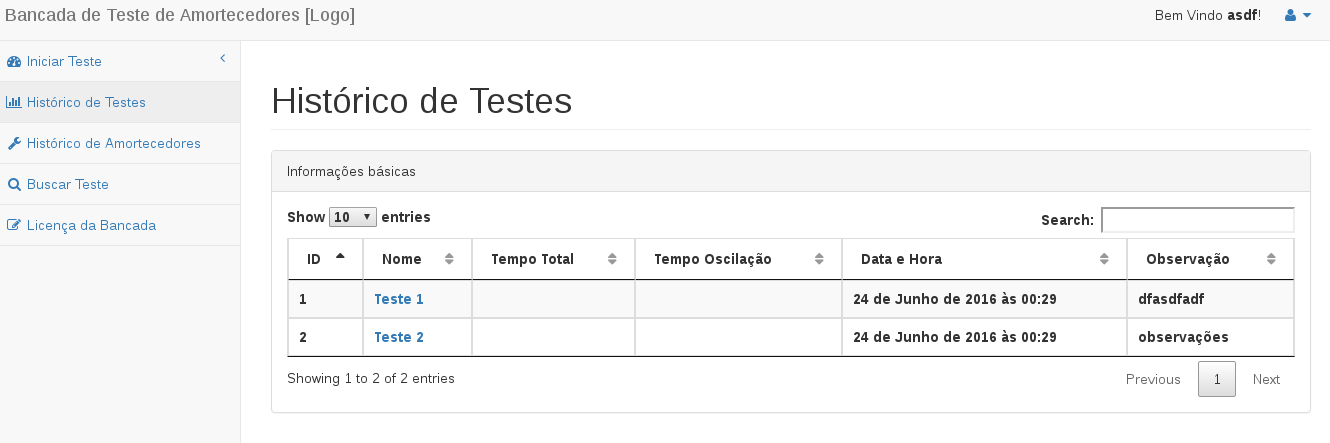 Bancada de Teste de Amortecedores [Logo]
Bem Vindo asdf!
Iniciar Teste
Histórico de Testes
Histórico de Amortecedores
Buscar Teste
Licença da Bancada
Histórico de Testes
Informações básicas
Show 10 entries
Search:
ID Nome Tempo Total Tempo Oscilação Data e Hora Observação
1 Teste 1 24 de Junho de 2016 às 00:29 dfasdfadf
2 Teste 2 24 de Junho de 2016 às 00:29 observações
Showing 1 to 2 of 2 entries
Previous 1 Next